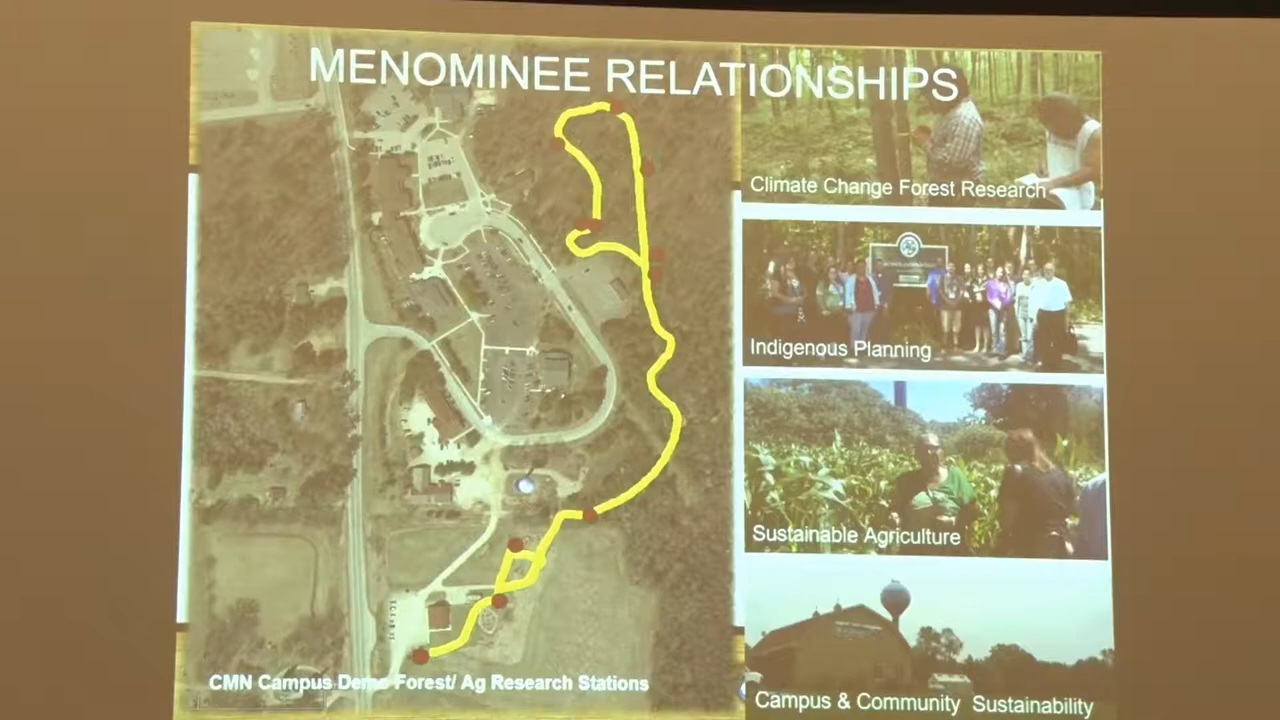 MENOMINEE RELATIONSHIPS
Climate Change Forest Research
Indigenous Planning
Sustainable Agriculture
Campus & Community Sustainability
CMN Campus Demo Forest/ Ag Research Stations